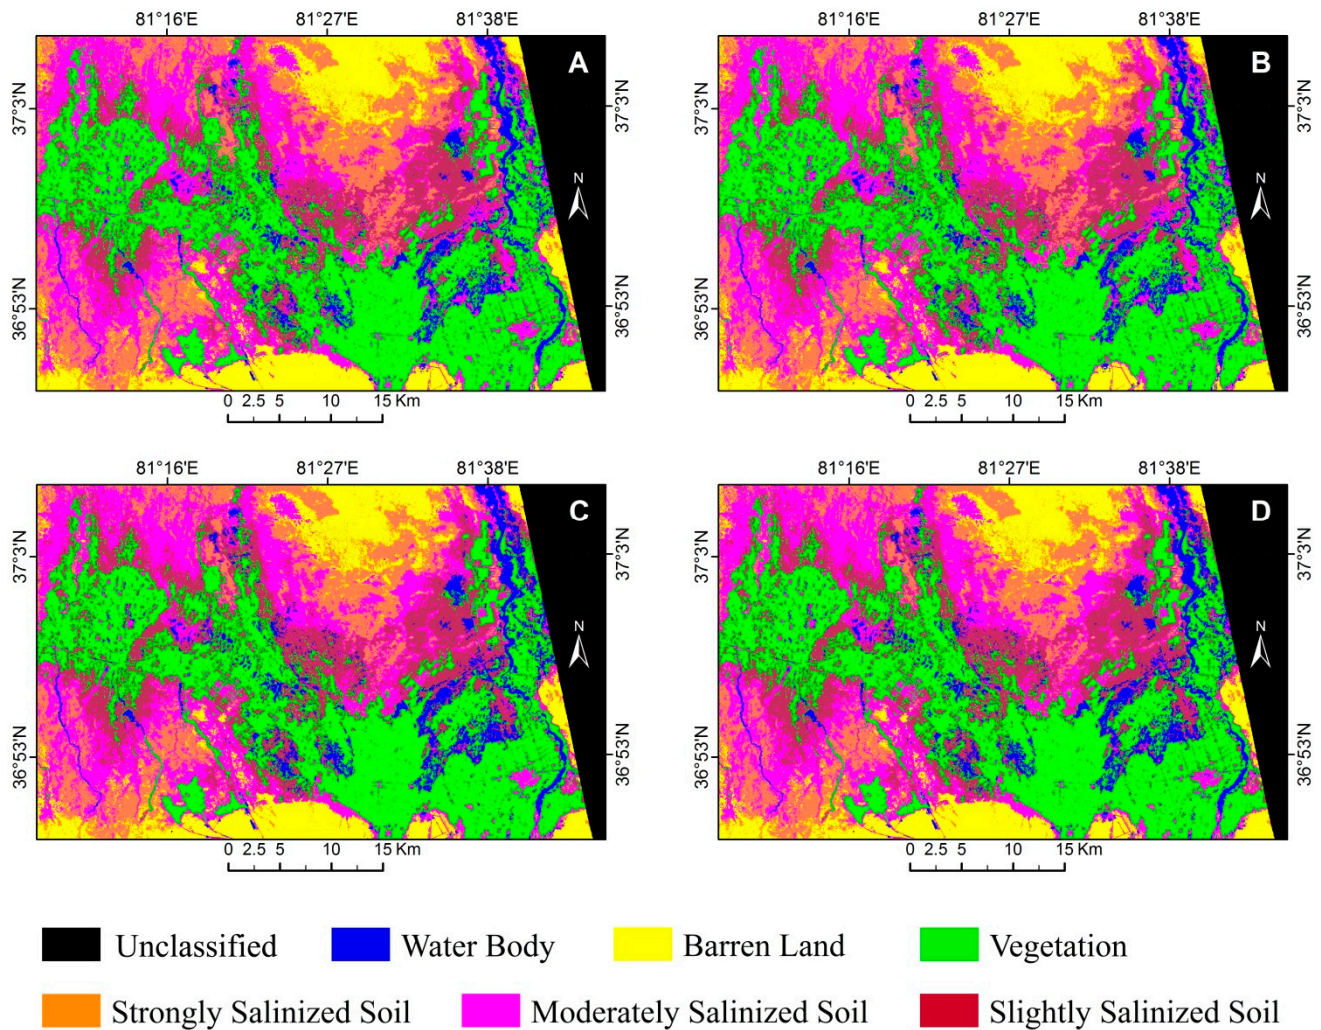 81°16'E 81°27'E 81°38'E 81°16'E 81°27'E 81°38'E
A B
37°3'N 37°3'N 37°3'N 37°3'N
N N
36°53'N 36°53'N 36°53'N 36°53'N
0 2.5 5 10 15 Km 0 2.5 5 10 15 Km
81°16'E 81°27'E 81°38'E 81°16'E 81°27'E 81°38'E
C D
37°3'N 37°3'N 37°3'N 37°3'N
N N
36°53'N 36°53'N 36°53'N 36°53'N
0 2.5 5 10 15 Km 0 2.5 5 10 15 Km
Unclassified Water Body Barren Land Vegetation
Strongly Salinized Soil Moderately Salinized Soil Slightly Salinized Soil